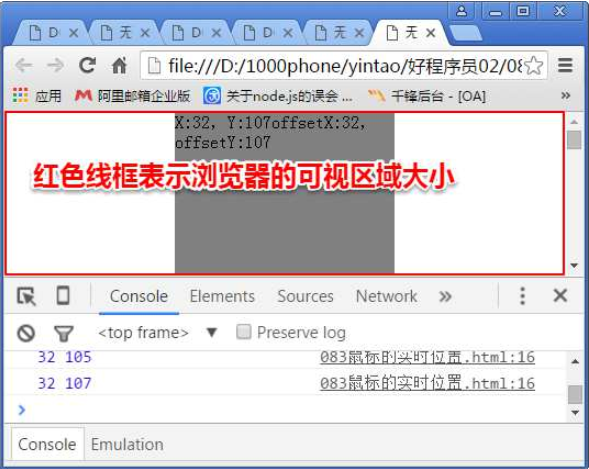 D
无
D
D
无
无
file:///D:/1000phone/yintao/好程序员02/08
应用 阿里邮箱企业版 关于node.js的误会 ... 千锋后台 - [OA] »
X:32, Y:107offsetX:32,
offsetY:107
红色线框表示浏览器的可视区域大小
Console Elements Sources Network »
<top frame> ▼ Preserve log
32 105 083鼠标的实时位置.html:16
32 107 083鼠标的实时位置.html:16
Console Emulation